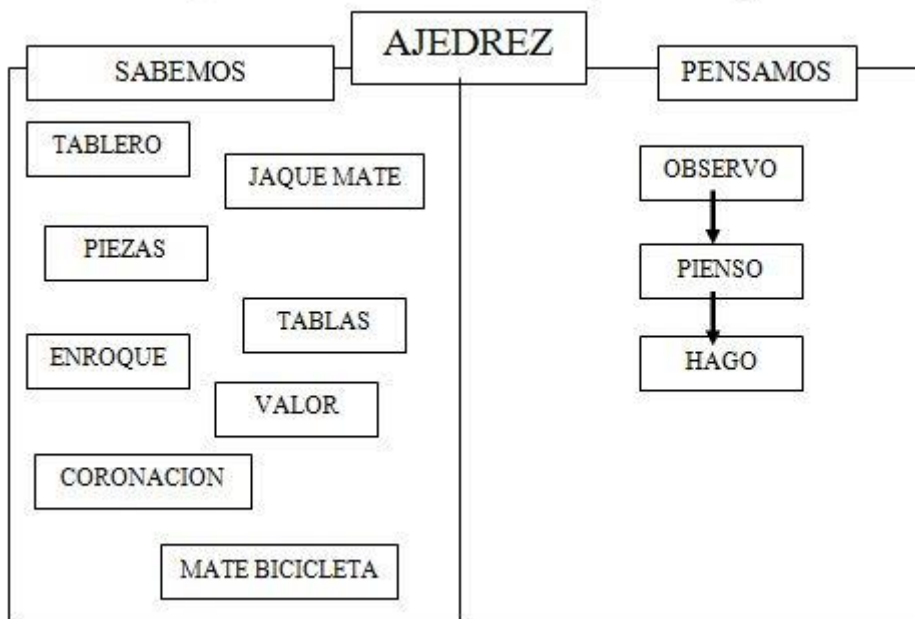 AJEDREZ
SABEMOS
PENSAMOS
TABLERO
JAQUE MATE
PIEZAS
TABLAS
ENROQUE
VALOR
CORONACION
MATE BICICLETA
OBSERVO
PIENSO
HAGO